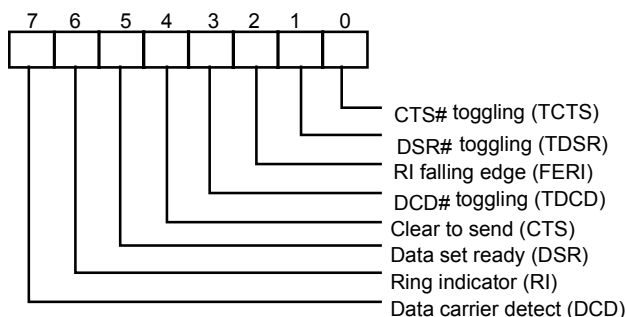 7 6 5 4 3 2 1 0
CTS# toggling (TCTS)
DSR# toggling (TDSR)
RI falling edge (FERI)
DCD# toggling (TDCD)
Clear to send (CTS)
Data set ready (DSR)
Ring indicator (RI)
Data carrier detect (DCD)